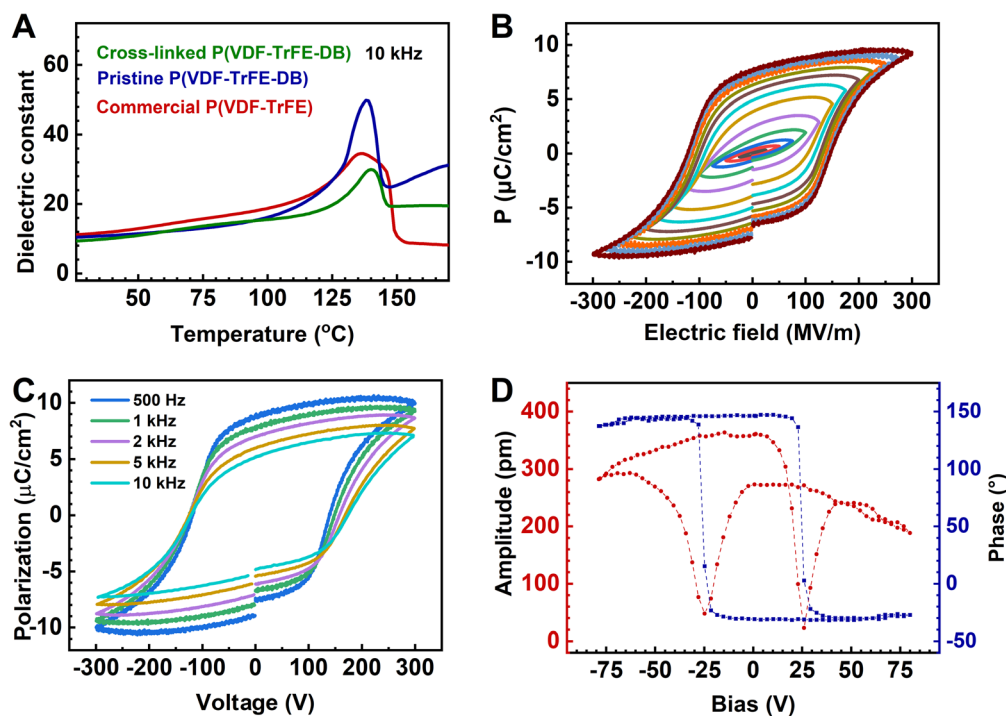 A
Cross-linked P(VDF-TrFE-DB) 10 kHz
Pristine P(VDF-TrFE-DB)
Commercial P(VDF-TrFE)
Dielectric constant
60
40
20
0
50 75 100 125 150
Temperature (°C)
B
P (μC/cm²)
10
5
0
-5
-10
-300 -200 -100 0 100 200 300
Electric field (MV/m)
C
500 Hz
1 kHz
2 kHz
5 kHz
10 kHz
Polarization (μC/cm²)
10
5
0
-5
-10
-300 -200 -100 0 100 200 300
Voltage (V)
D
Amplitude (pm)
400
300
200
100
0
150
100
50
0
-50
Phase (°)
-75 -50 -25 0 25 50 75
Bias (V)